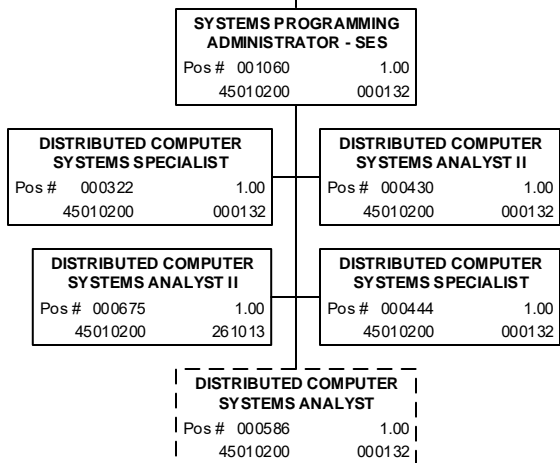 SYSTEMS PROGRAMMING
ADMINISTRATOR - SES
Pos # 001060 1.00
45010200 000132
DISTRIBUTED COMPUTER
SYSTEMS SPECIALIST
Pos # 000322 1.00
45010200 000132
DISTRIBUTED COMPUTER
SYSTEMS ANALYST II
Pos # 000430 1.00
45010200 000132
DISTRIBUTED COMPUTER
SYSTEMS ANALYST II
Pos # 000675 1.00
45010200 261013
DISTRIBUTED COMPUTER
SYSTEMS SPECIALIST
Pos # 000444 1.00
45010200 000132
DISTRIBUTED COMPUTER
SYSTEMS ANALYST
Pos # 000586 1.00
45010200 000132